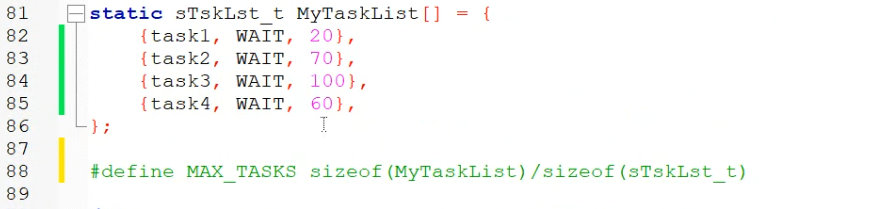 81 static sTskLst_t MyTaskList[] = {
82 {task1, WAIT, 20},
83 {task2, WAIT, 70},
84 {task3, WAIT, 100},
85 {task4, WAIT, 60},
86 };
87
88 #define MAX_TASKS sizeof(MyTaskList)/sizeof(sTskLst_t)
89